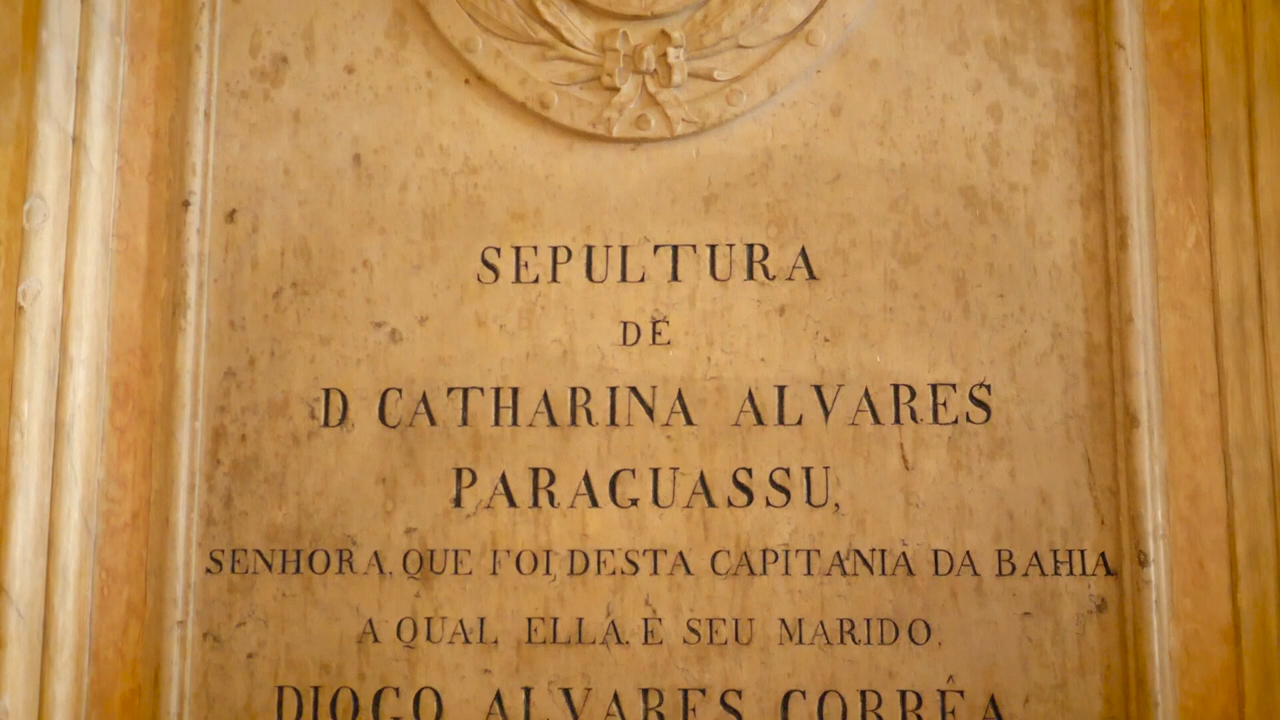 SEPULTURA
DE
D CATHARINA ALVARES
PARAGUASSU,
SENHORA, QUE FOI DESTA CAPITANIA DA BAHIA
A QUAL ELLA, E SEU MARIDO,
DIOGO ALVARES CORRÊA